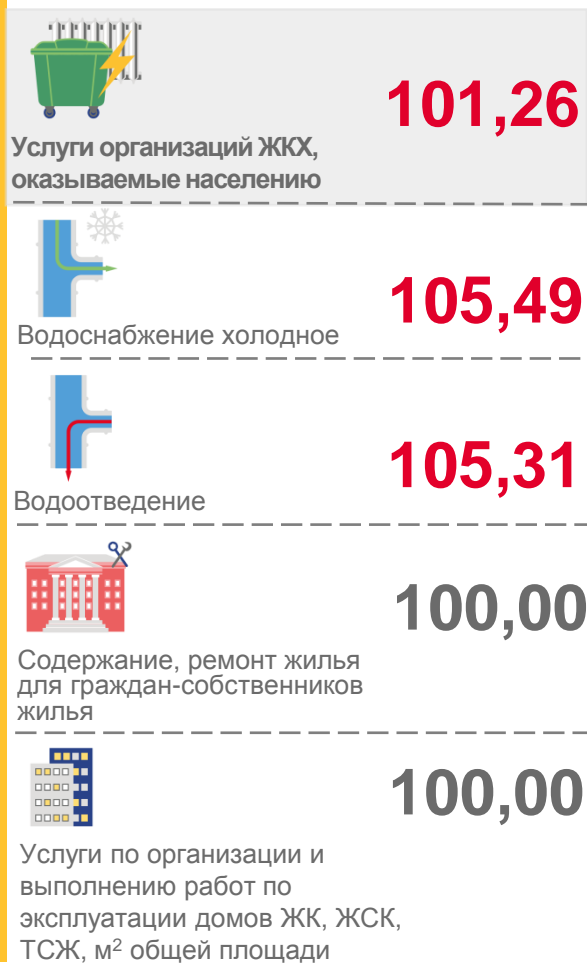 101,26
Услуги организаций ЖКХ,
оказываемые населению
105,49
Водоснабжение холодное
105,31
Водоотведение
100,00
Содержание, ремонт жилья
для граждан-собственников
жилья
100,00
Услуги по организации и
выполнению работ по
эксплуатации домов ЖК, ЖСК,
ТСЖ, м² общей площади